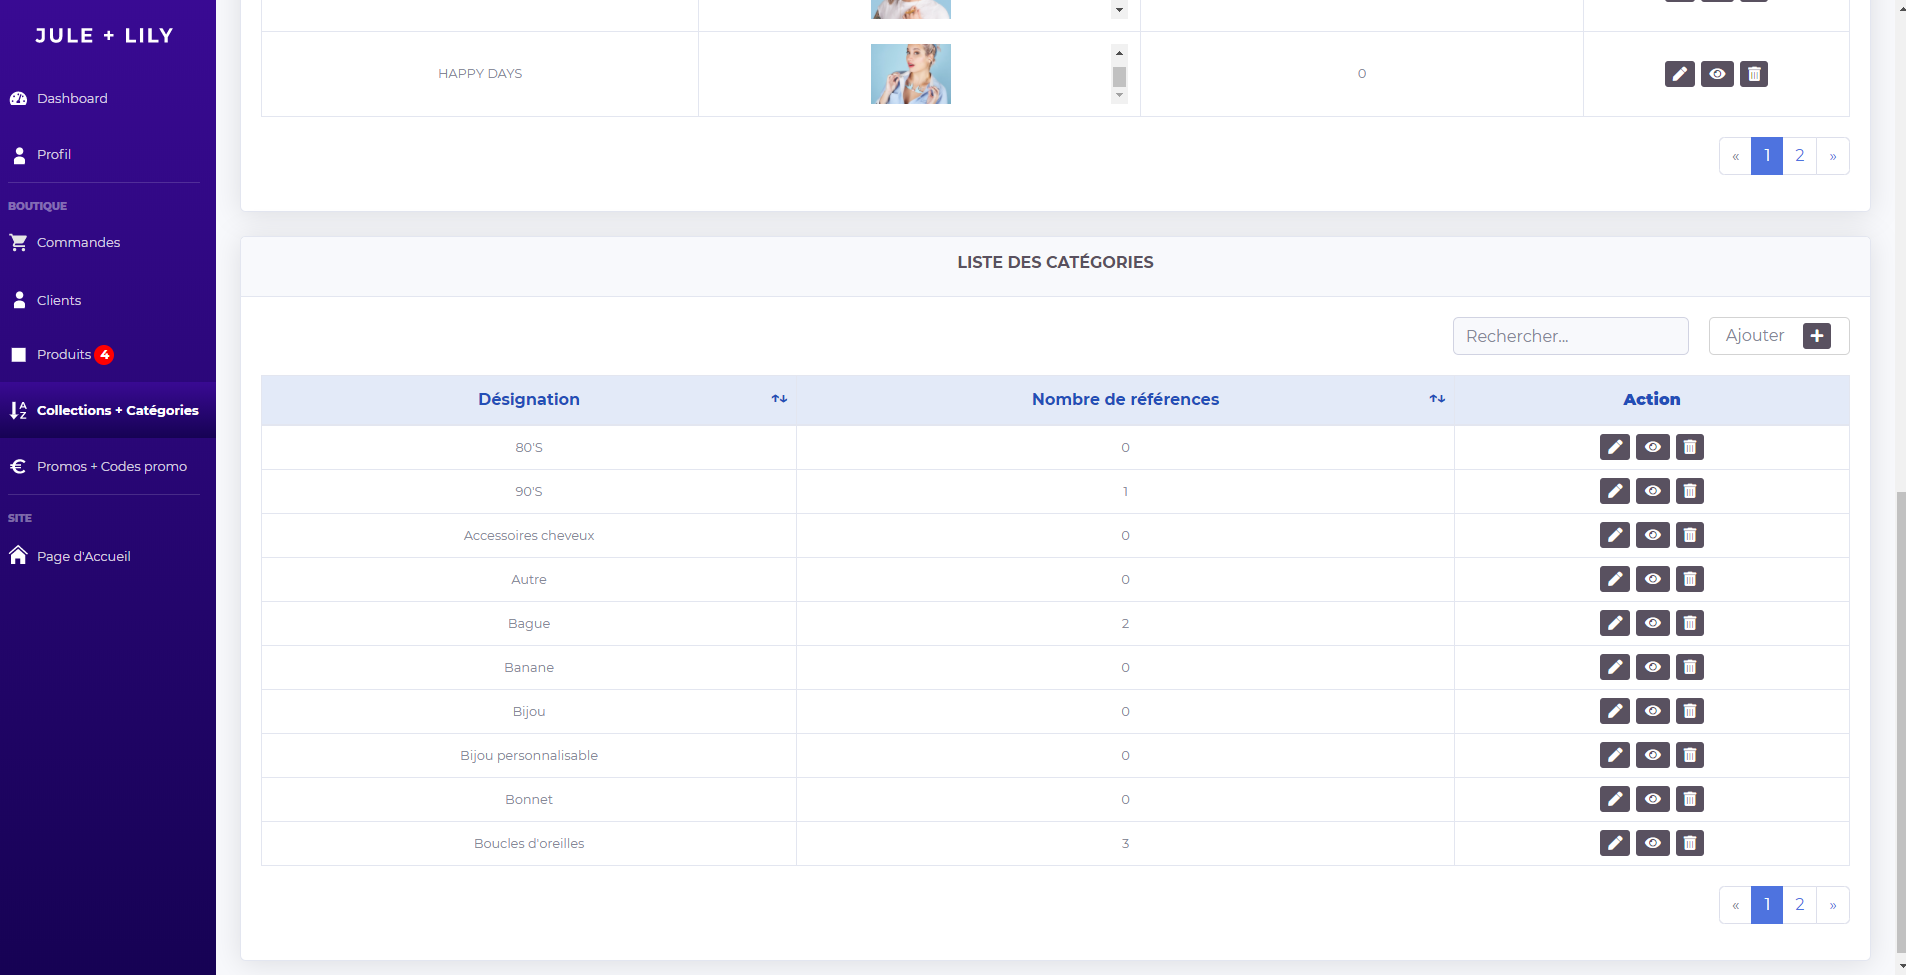 JULE + LILY
Dashboard
Profil
BOUTIQUE
Commandes
Clients
Produits 4
Collections + Catégories
Promos + Codes promo
SITE
Page d'Accueil
HAPPY DAYS 0
« 1 2 »
LISTE DES CATÉGORIES
Rechercher... Ajouter
Désignation Nombre de références Action
80'S 0
90'S 1
Accessoires cheveux 0
Autre 0
Bague 2
Banane 0
Bijou 0
Bijou personnalisable 0
Bonnet 0
Boucles d'oreilles 3
« 1 2 »